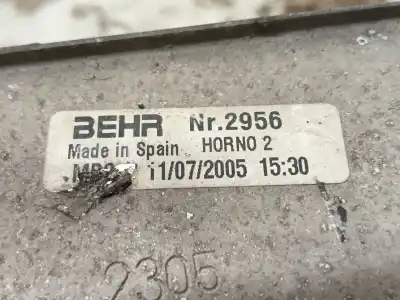 BEHR Nr.2956
Made in Spain HORNO 2
11/07/2005 15:30
2305